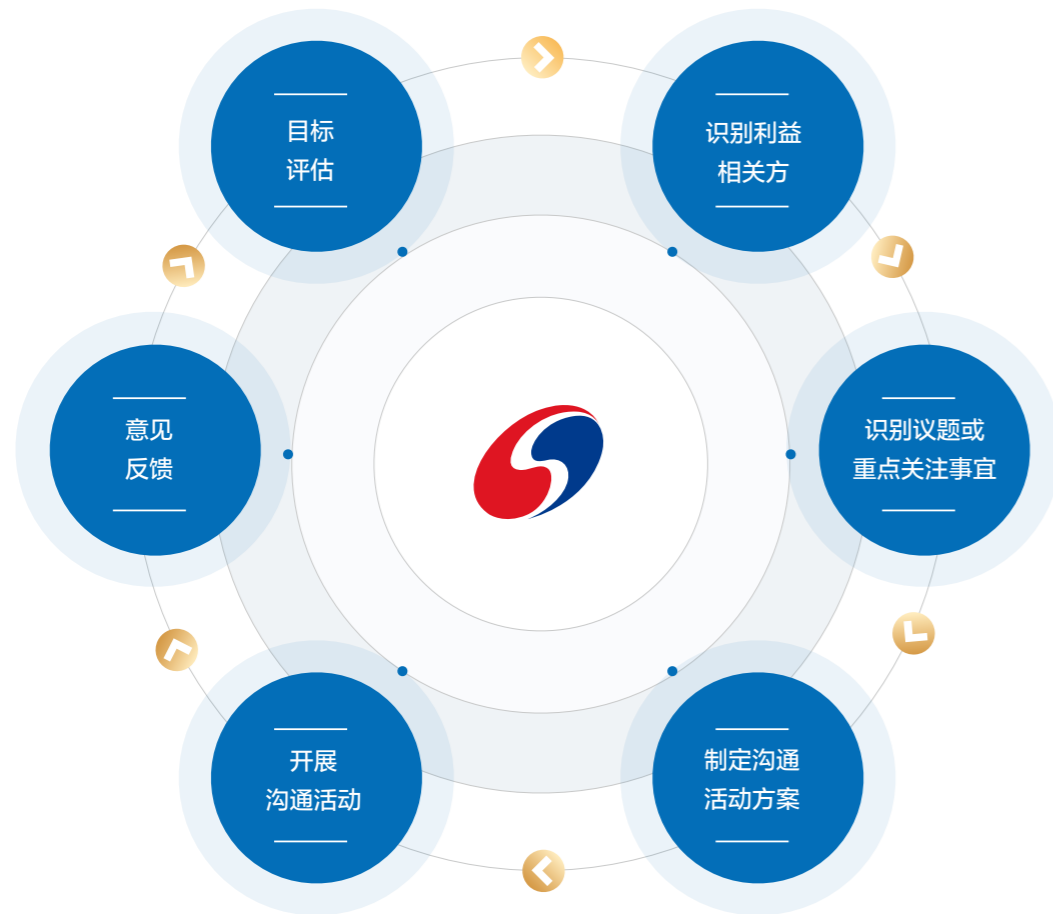 目标
评估
识别利益
相关方
意见
反馈
识别议题或
重点关注事宜
开展
沟通活动
制定沟通
活动方案